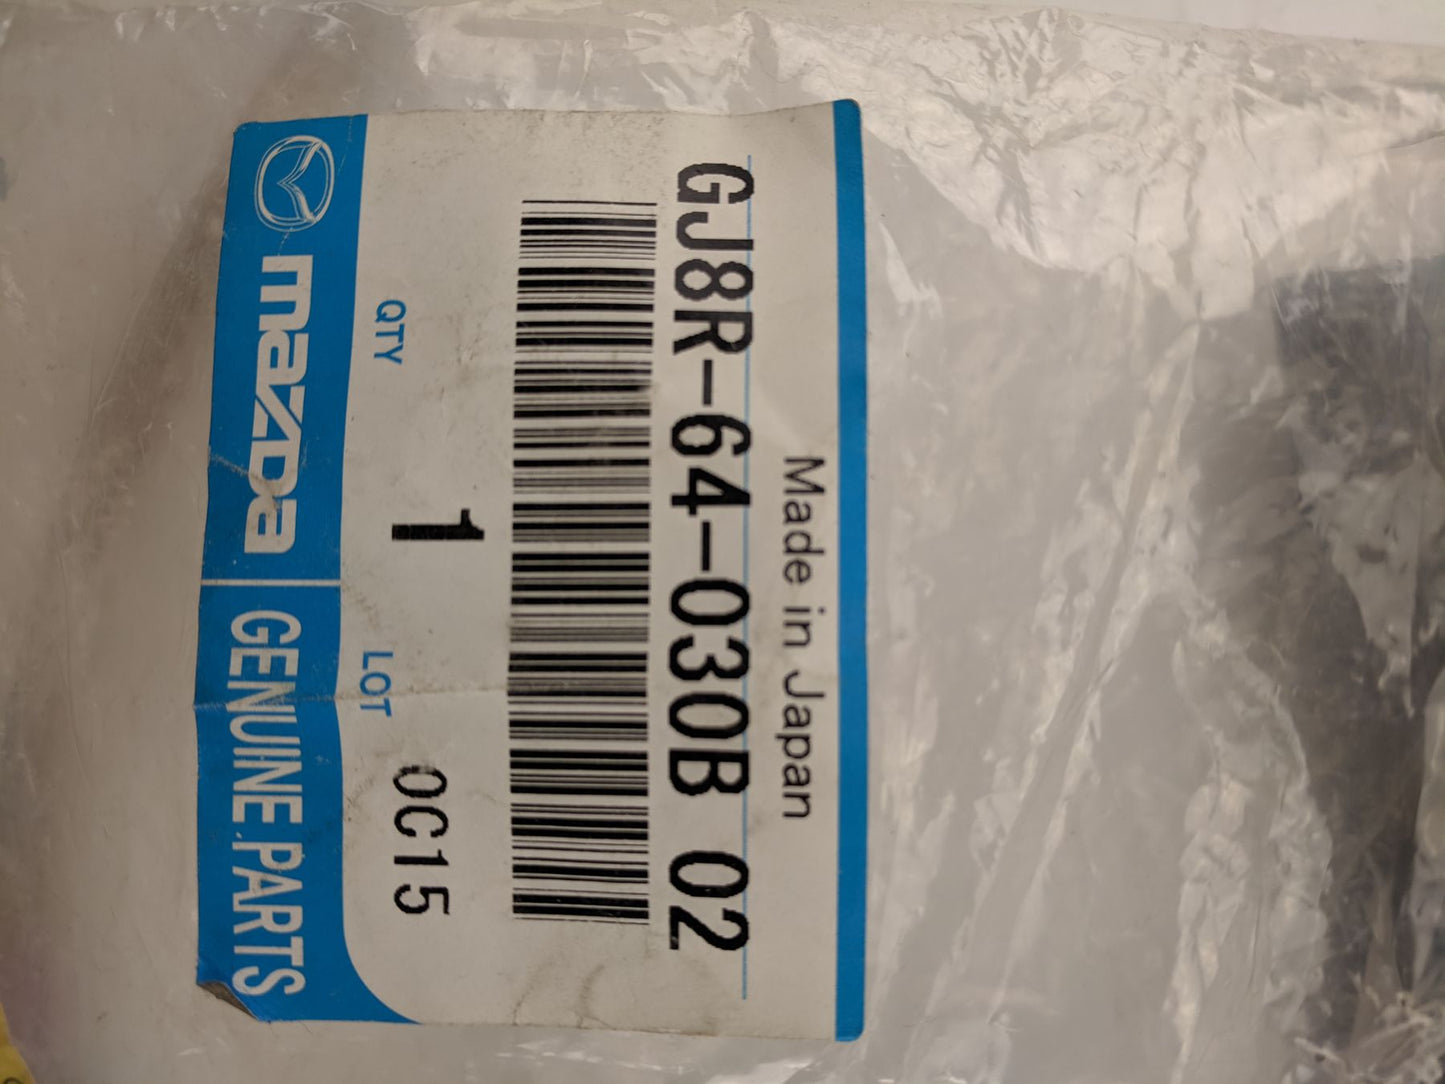 Made in Japan
GJ8R-64-030B 02
QTY 1 LOT 0C15
mazda GENUINE PARTS